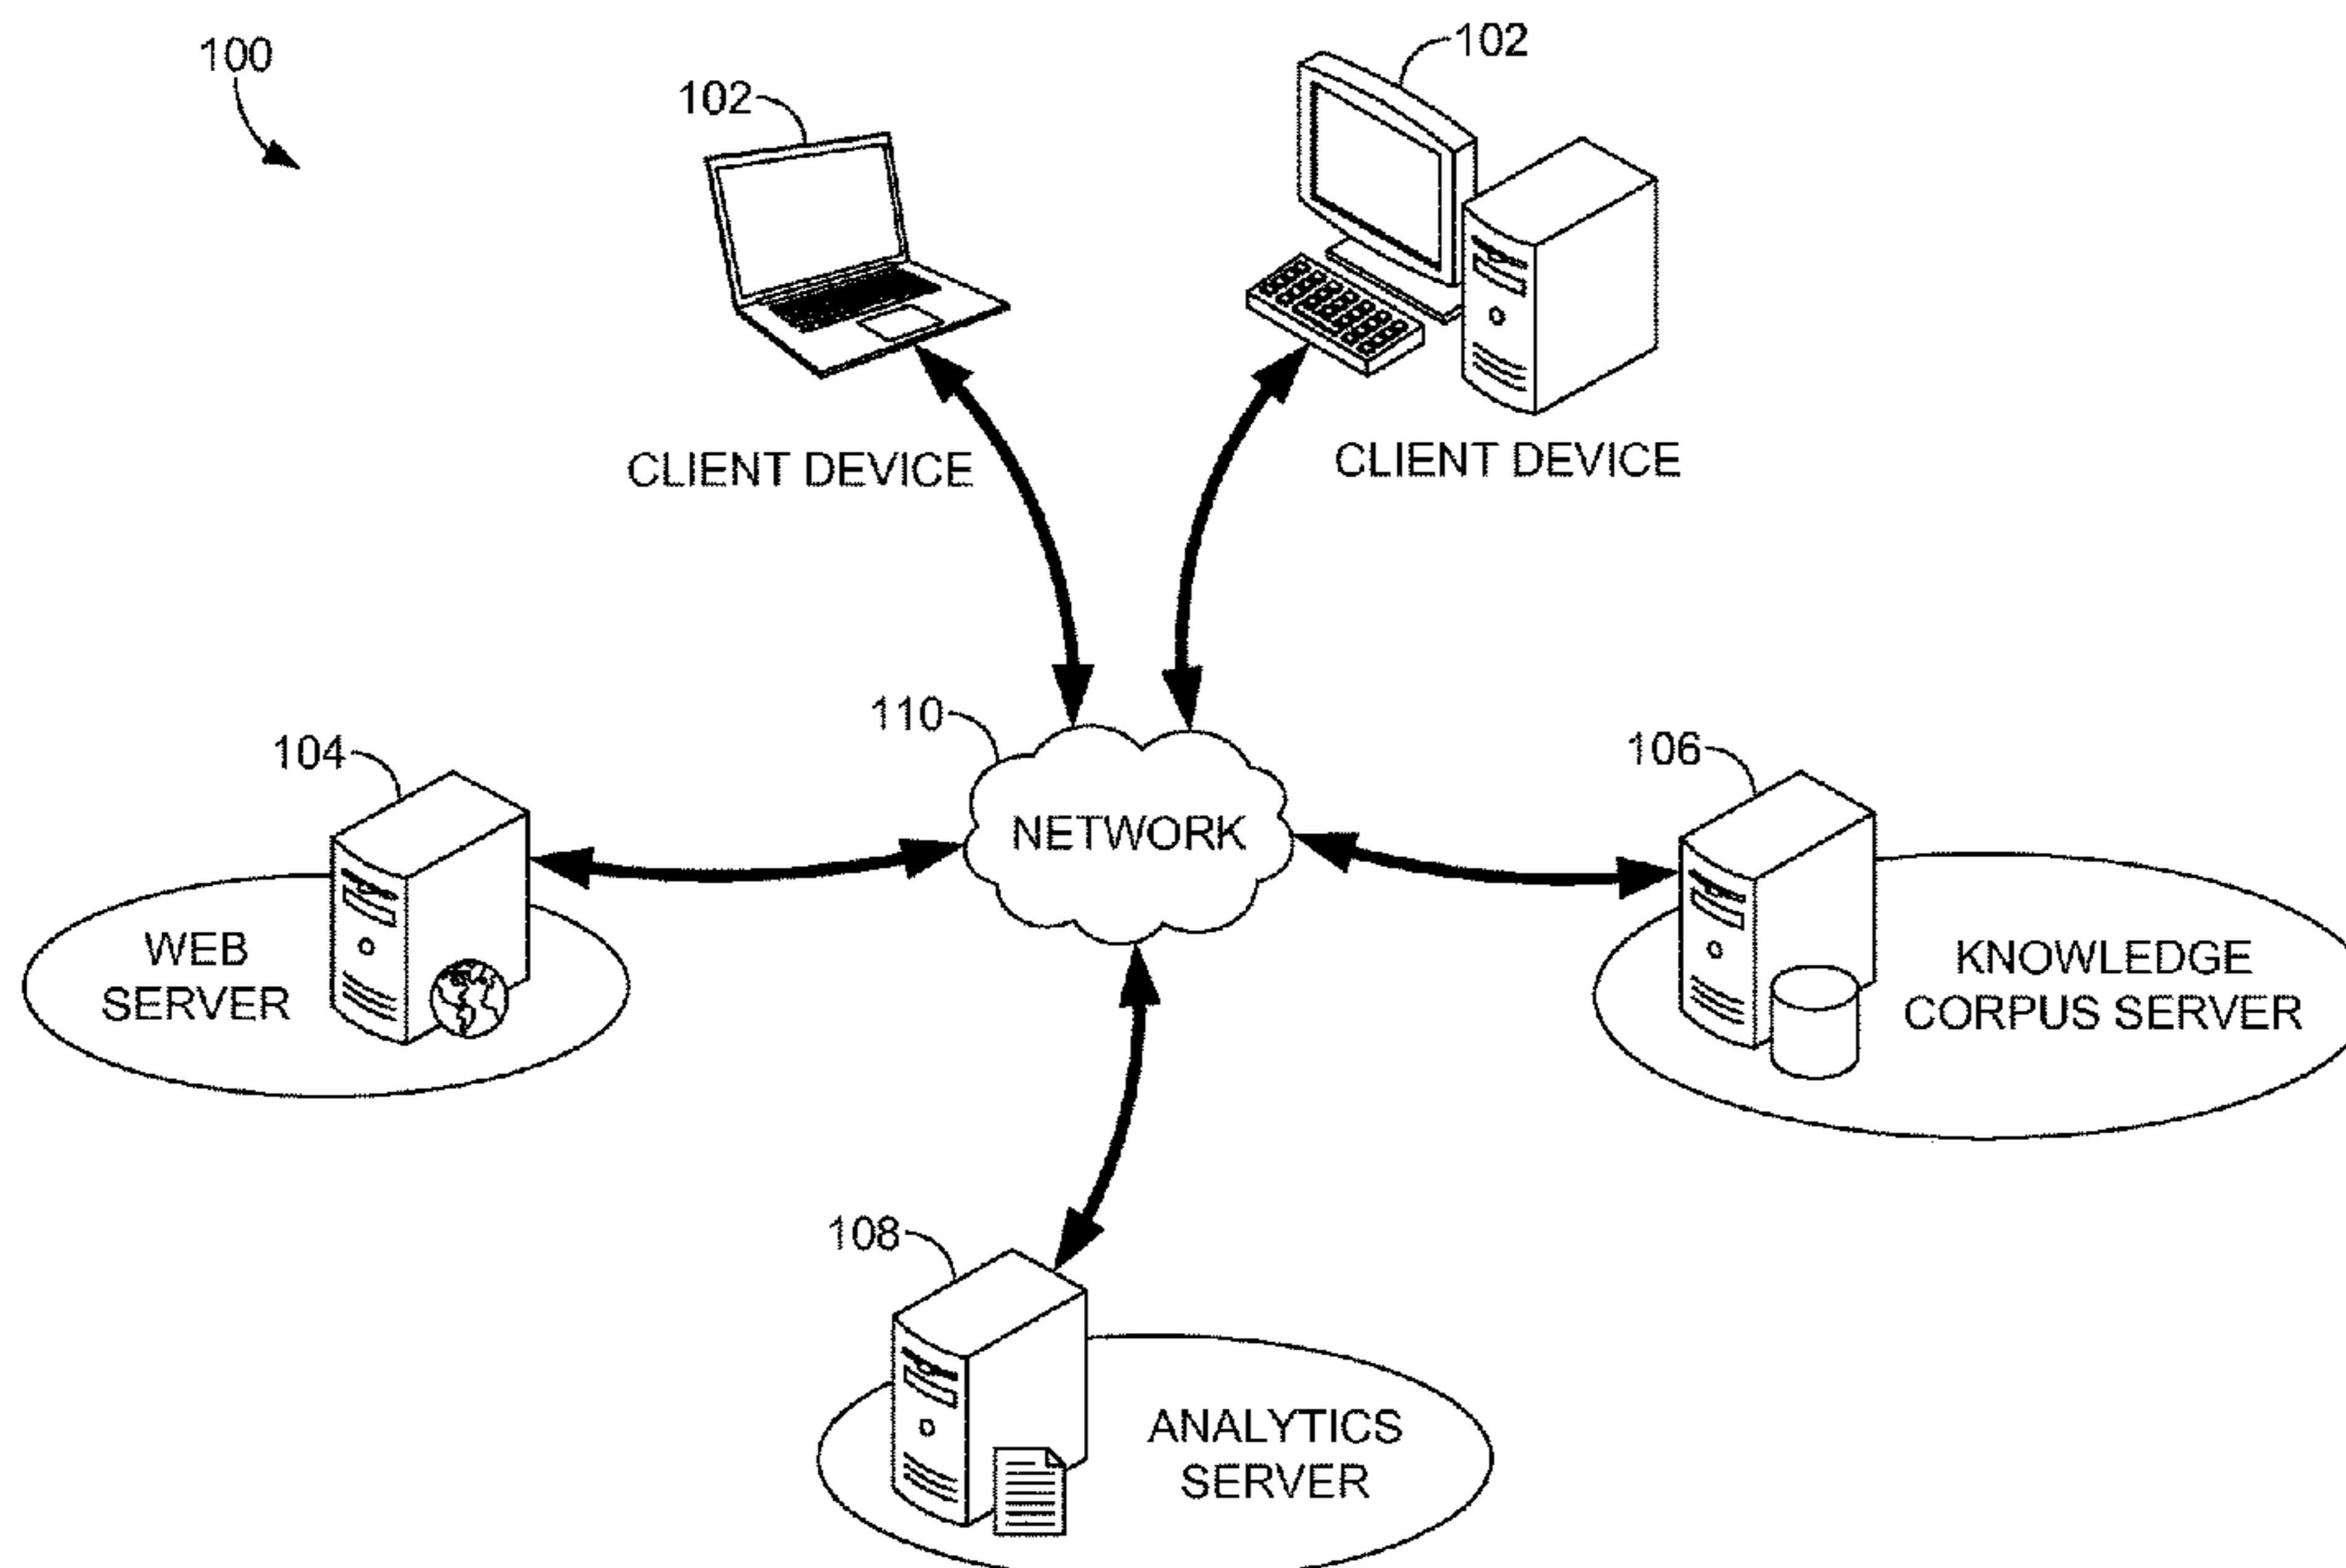 100
102
102
CLIENT DEVICE
CLIENT DEVICE
110
NETWORK
104
WEB
SERVER
106
KNOWLEDGE
CORPUS SERVER
108
ANALYTICS
SERVER